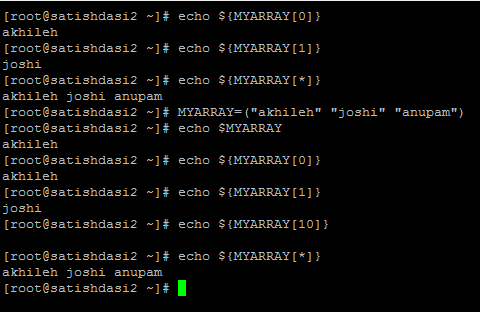 [root@satishdasi2 ~]# echo ${MYARRAY[0]}
akhileh
[root@satishdasi2 ~]# echo ${MYARRAY[1]}
joshi
[root@satishdasi2 ~]# echo ${MYARRAY[*]}
akhileh joshi anupam
[root@satishdasi2 ~]# MYARRAY=("akhileh" "joshi" "anupam")
[root@satishdasi2 ~]# echo $MYARRAY
akhileh
[root@satishdasi2 ~]# echo ${MYARRAY[0]}
akhileh
[root@satishdasi2 ~]# echo ${MYARRAY[1]}
joshi
[root@satishdasi2 ~]# echo ${MYARRAY[10]}
[root@satishdasi2 ~]# echo ${MYARRAY[*]}
akhileh joshi anupam
[root@satishdasi2 ~]#